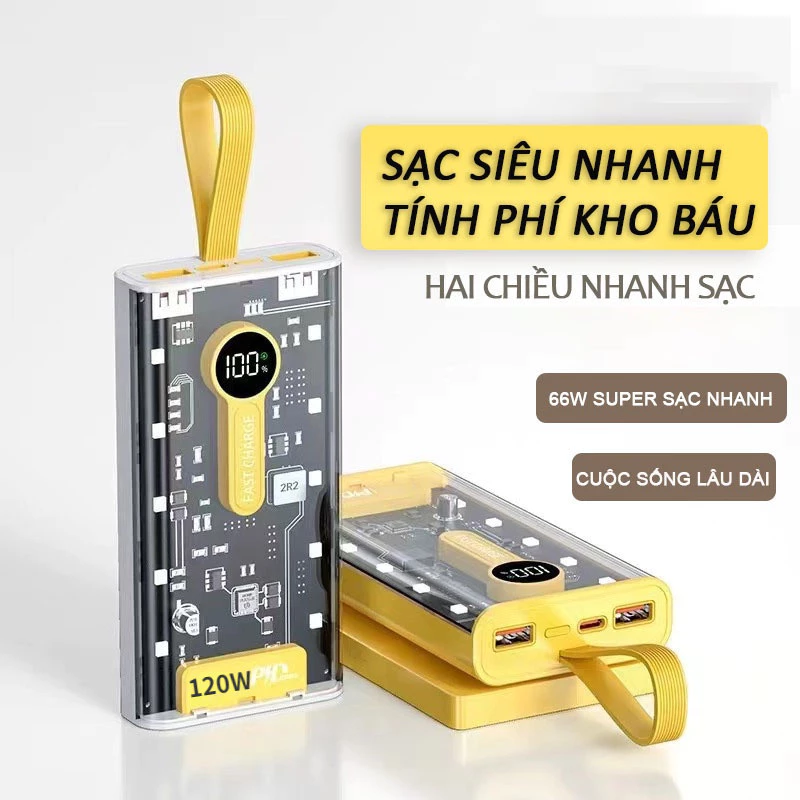 SẠC SIÊU NHANH
TÍNH PHÍ KHO BÁU
HAI CHIỀU NHANH SẠC
100%
FAST CHARGE
2R2
66W SUPER SẠC NHANH
CUỘC SỐNG LÂU DÀI
100%
120W